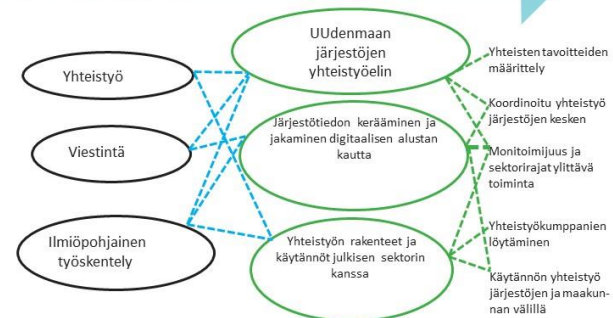 Yhteistyö
Viestintä
Ilmiöpohjainen
työskentely
UUdenmaan
järjestöjen
yhteistyöelin
Järjestötiedon kerääminen ja
jakaminen digitaalisen alustan
kautta
Yhteistyön rakenteet ja
käytännöt julkisen sektorin
kanssa
Yhteisten tavoitteiden
määrittely
Koordinoitu yhteistyö
järjestöjen kesken
Monitoimijuus ja
sektorirajat ylittävä
toiminta
Yhteistyökumppanien
löytäminen
Käytännön yhteistyö
järjestöjen ja maakun-
nan välillä